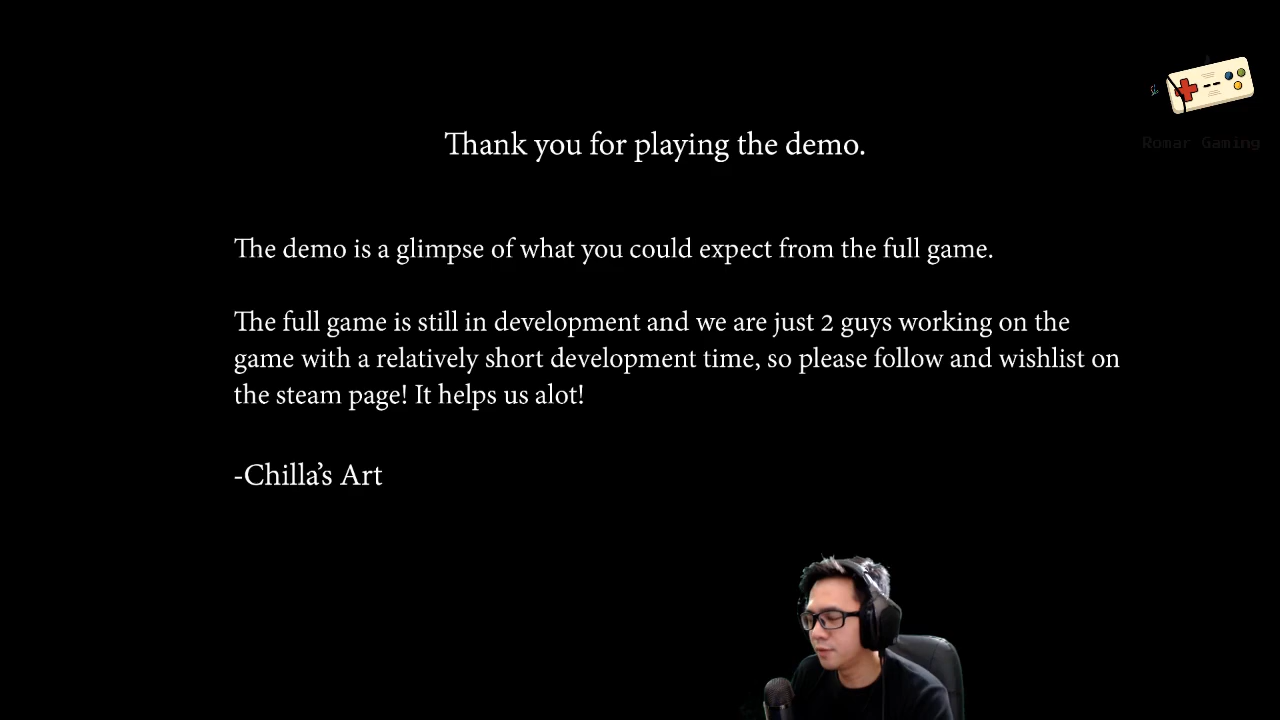 Thank you for playing the demo.
Romar Gaming
The demo is a glimpse of what you could expect from the full game.
The full game is still in development and we are just 2 guys working on the
game with a relatively short development time, so please follow and wishlist on
the steam page! It helps us alot!
-Chilla's Art